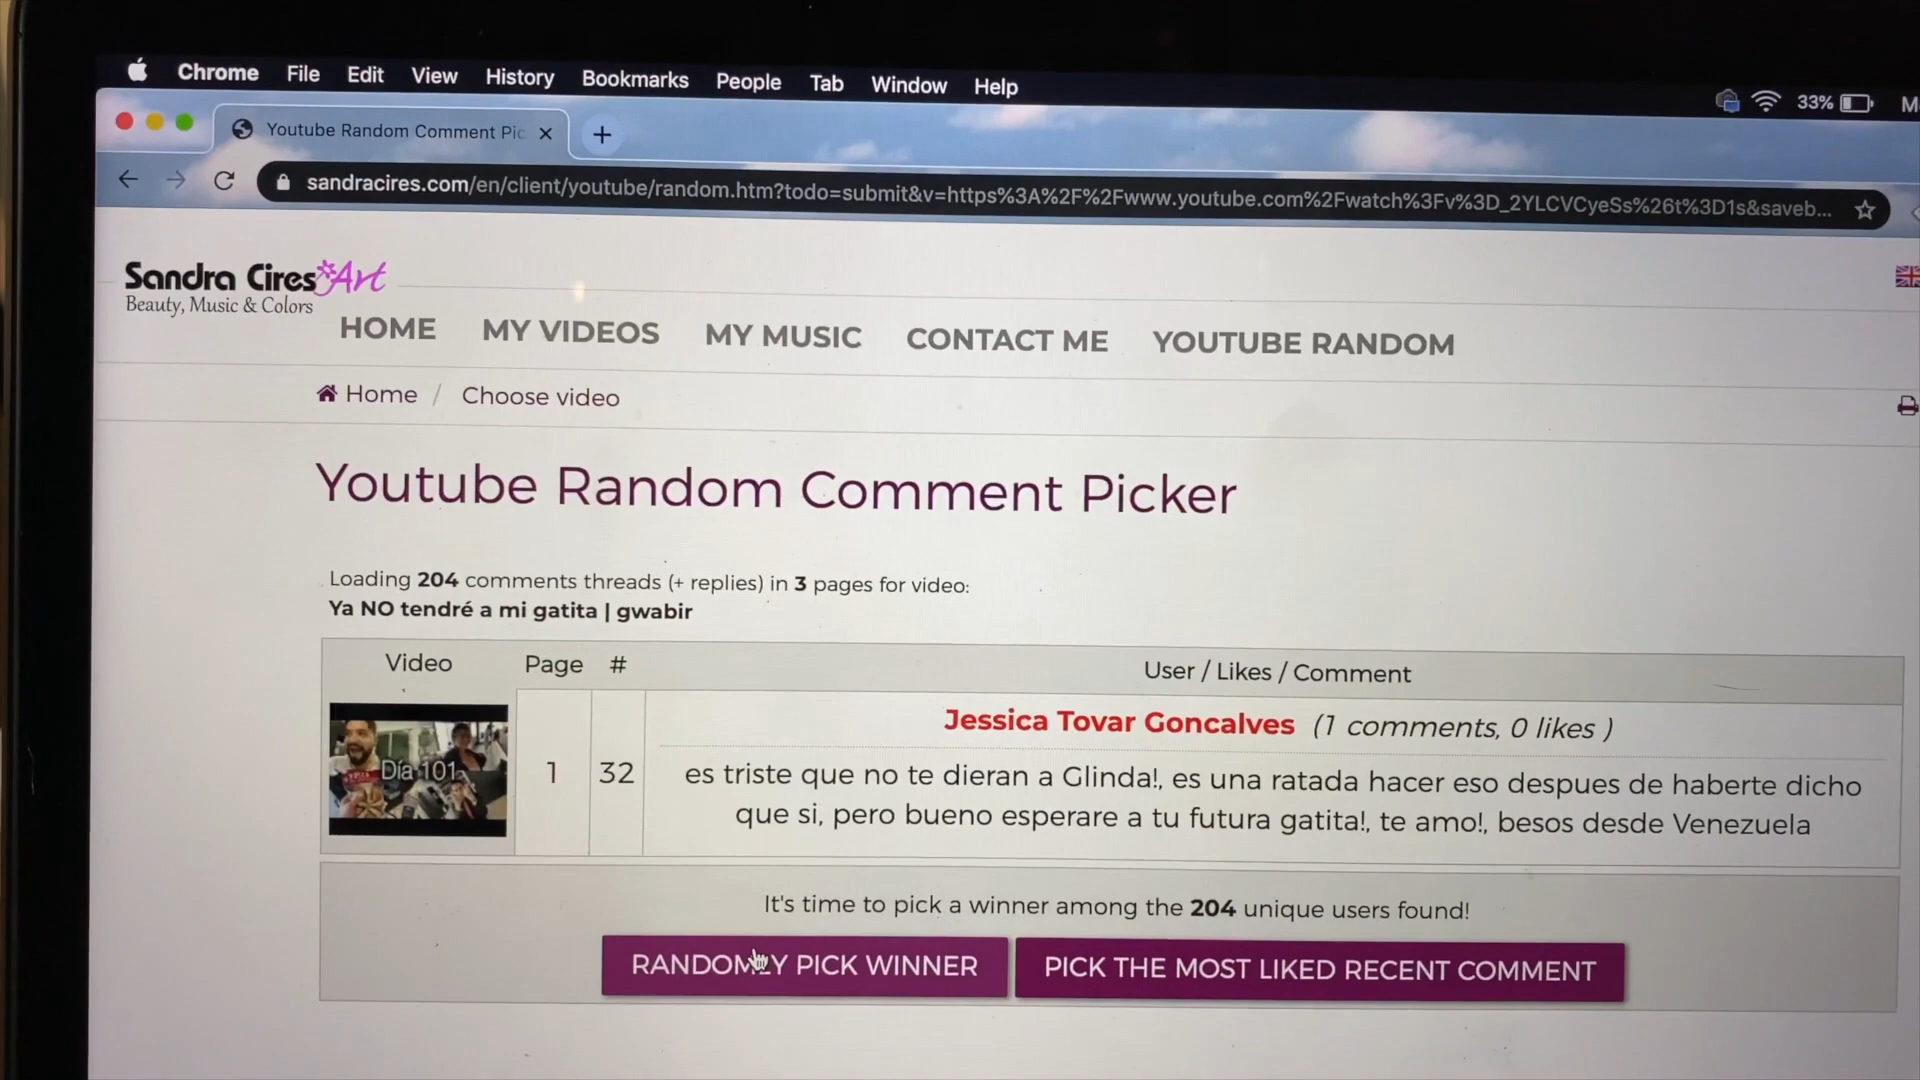 Chrome File Edit View History Bookmarks People Tab Window Help
33%
Youtube Random Comment Pic
sandracires.com/en/client/youtube/random.htm?todo=submit&v=https%3A%2F%2Fwww.youtube.com%2Fwatch%3Fv%3D_2YLCVCyeSs%26t%3D1s&saveb...
Sandra Cires Art
Beauty, Music & Colors
HOME MY VIDEOS MY MUSIC CONTACT ME YOUTUBE RANDOM
Home / Choose video
Youtube Random Comment Picker
Loading 204 comments threads (+ replies) in 3 pages for video:
Ya NO tendré a mi gatita | gwabir
Video Page # User / Likes / Comment
Jessica Tovar Goncalves (1 comments, 0 likes )
Día 101
1 32
es triste que no te dieran a Glinda!, es una ratada hacer eso despues de haberte dicho
que si, pero bueno esperare a tu futura gatita!, te amo!, besos desde Venezuela
It's time to pick a winner among the 204 unique users found!
RANDOMLY PICK WINNER PICK THE MOST LIKED RECENT COMMENT